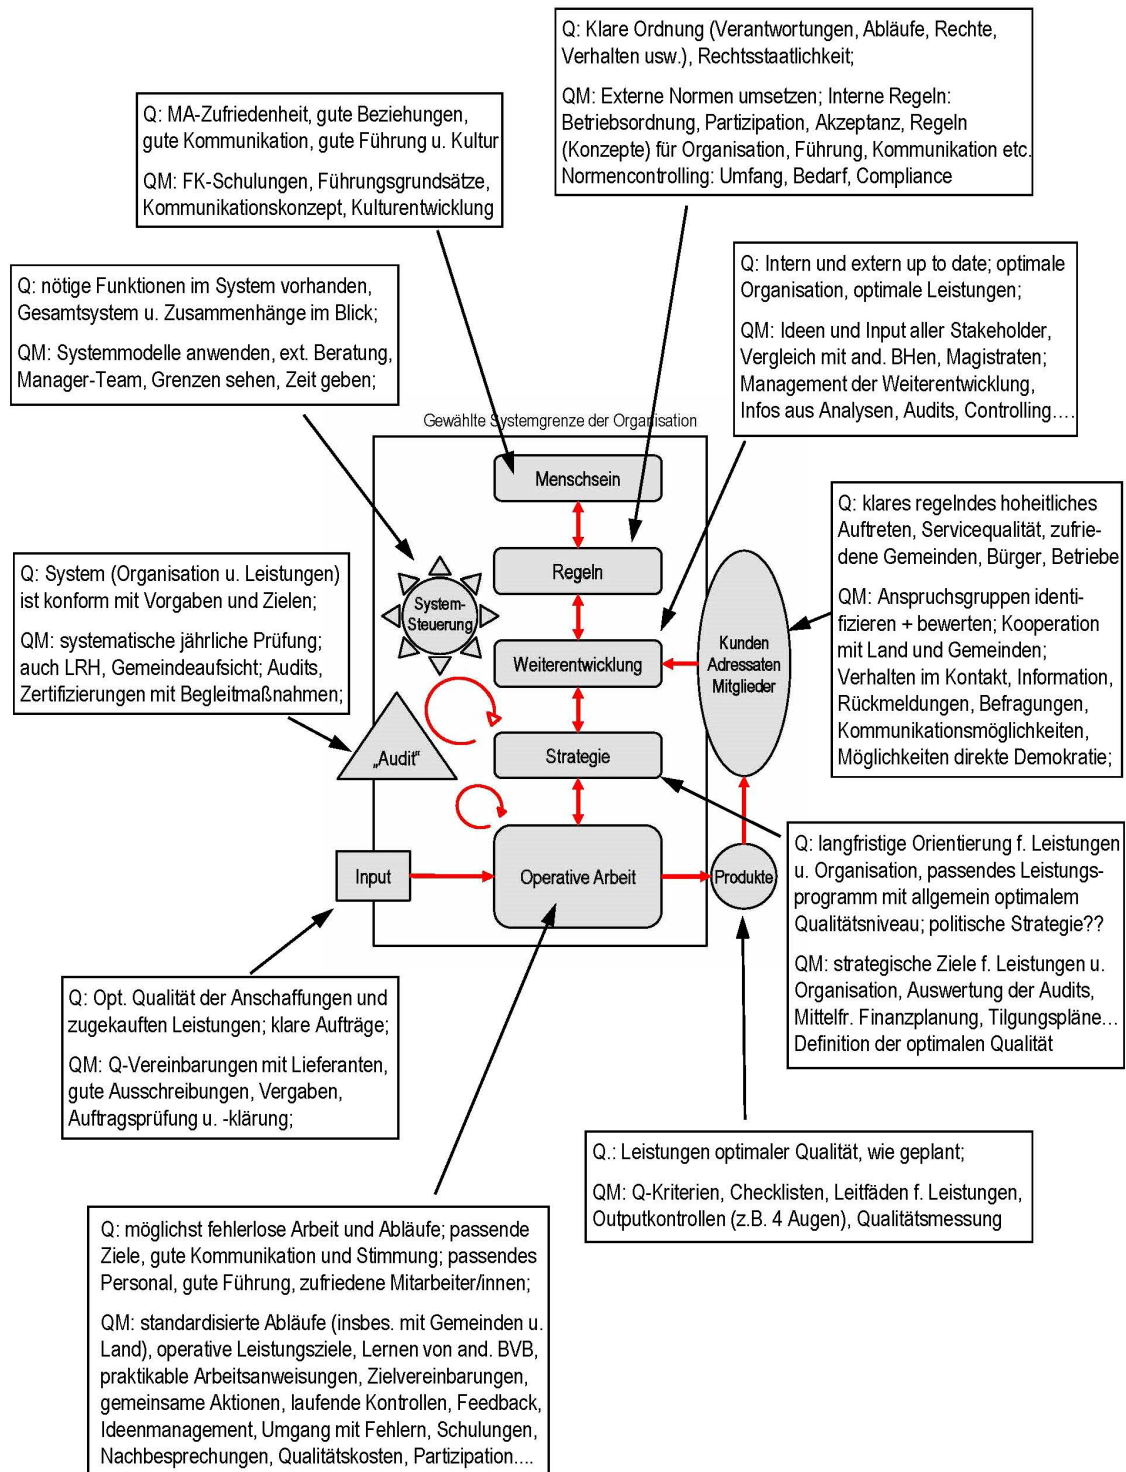 Q: Klare Ordnung (Verantwortungen, Abläufe, Rechte,
Verhalten usw.), Rechtsstaatlichkeit;
QM: Externe Normen umsetzen; Interne Regeln:
Betriebsordnung, Partizipation, Akzeptanz, Regeln
(Konzepte) für Organisation, Führung, Kommunikation etc.
Normencontrolling: Umfang, Bedarf, Compliance
Q: MA-Zufriedenheit, gute Beziehungen,
gute Kommunikation, gute Führung u. Kultur
QM: FK-Schulungen, Führungsgrundsätze,
Kommunikationskonzept, Kulturentwicklung
Q: Intern und extern up to date; optimale
Organisation, optimale Leistungen;
QM: Ideen und Input aller Stakeholder,
Vergleich mit and. BHen, Magistraten;
Management der Weiterentwicklung,
Infos aus Analysen, Audits, Controlling….
Q: nötige Funktionen im System vorhanden,
Gesamtsystem u. Zusammenhänge im Blick;
QM: Systemmodelle anwenden, ext. Beratung,
Manager-Team, Grenzen sehen, Zeit geben;
Gewählte Systemgrenze der Organisation
Menschsein
Regeln
System-
Steuerung
Weiterentwicklung
Kunden
Adressaten
Mitglieder
Strategie
„Audit“
Input
Operative Arbeit
Produkte
Q: klares regelndes hoheitliches
Auftreten, Servicequalität, zufrie-
dene Gemeinden, Bürger, Betriebe
QM: Anspruchsgruppen identi-
fizieren + bewerten; Kooperation
mit Land und Gemeinden;
Verhalten im Kontakt, Information,
Rückmeldungen, Befragungen,
Kommunikationsmöglichkeiten,
Möglichkeiten direkte Demokratie;
Q: System (Organisation u. Leistungen)
ist konform mit Vorgaben und Zielen;
QM: systematische jährliche Prüfung;
auch LRH, Gemeindeaufsicht; Audits,
Zertifizierungen mit Begleitmaßnahmen;
Q: langfristige Orientierung f. Leistungen
u. Organisation, passendes Leistungs-
programm mit allgemein optimalem
Qualitätsniveau; politische Strategie??
QM: strategische Ziele f. Leistungen u.
Organisation, Auswertung der Audits,
Mittelfr. Finanzplanung, Tilgungspläne…
Definition der optimalen Qualität
Q: Opt. Qualität der Anschaffungen und
zugekauften Leistungen; klare Aufträge;
QM: Q-Vereinbarungen mit Lieferanten,
gute Ausschreibungen, Vergaben,
Auftragsprüfung u. -klärung;
Q.: Leistungen optimaler Qualität, wie geplant;
QM: Q-Kriterien, Checklisten, Leitfäden f. Leistungen,
Outputkontrollen (z.B. 4 Augen), Qualitätsmessung
Q: möglichst fehlerlose Arbeit und Abläufe; passende
Ziele, gute Kommunikation und Stimmung; passendes
Personal, gute Führung, zufriedene Mitarbeiter/innen;
QM: standardisierte Abläufe (insbes. mit Gemeinden u.
Land), operative Leistungsziele, Lernen von and. BVB,
praktikable Arbeitsanweisungen, Zielvereinbarungen,
gemeinsame Aktionen, laufende Kontrollen, Feedback,
Ideenmanagement, Umgang mit Fehlern, Schulungen,
Nachbesprechungen, Qualitätskosten, Partizipation….